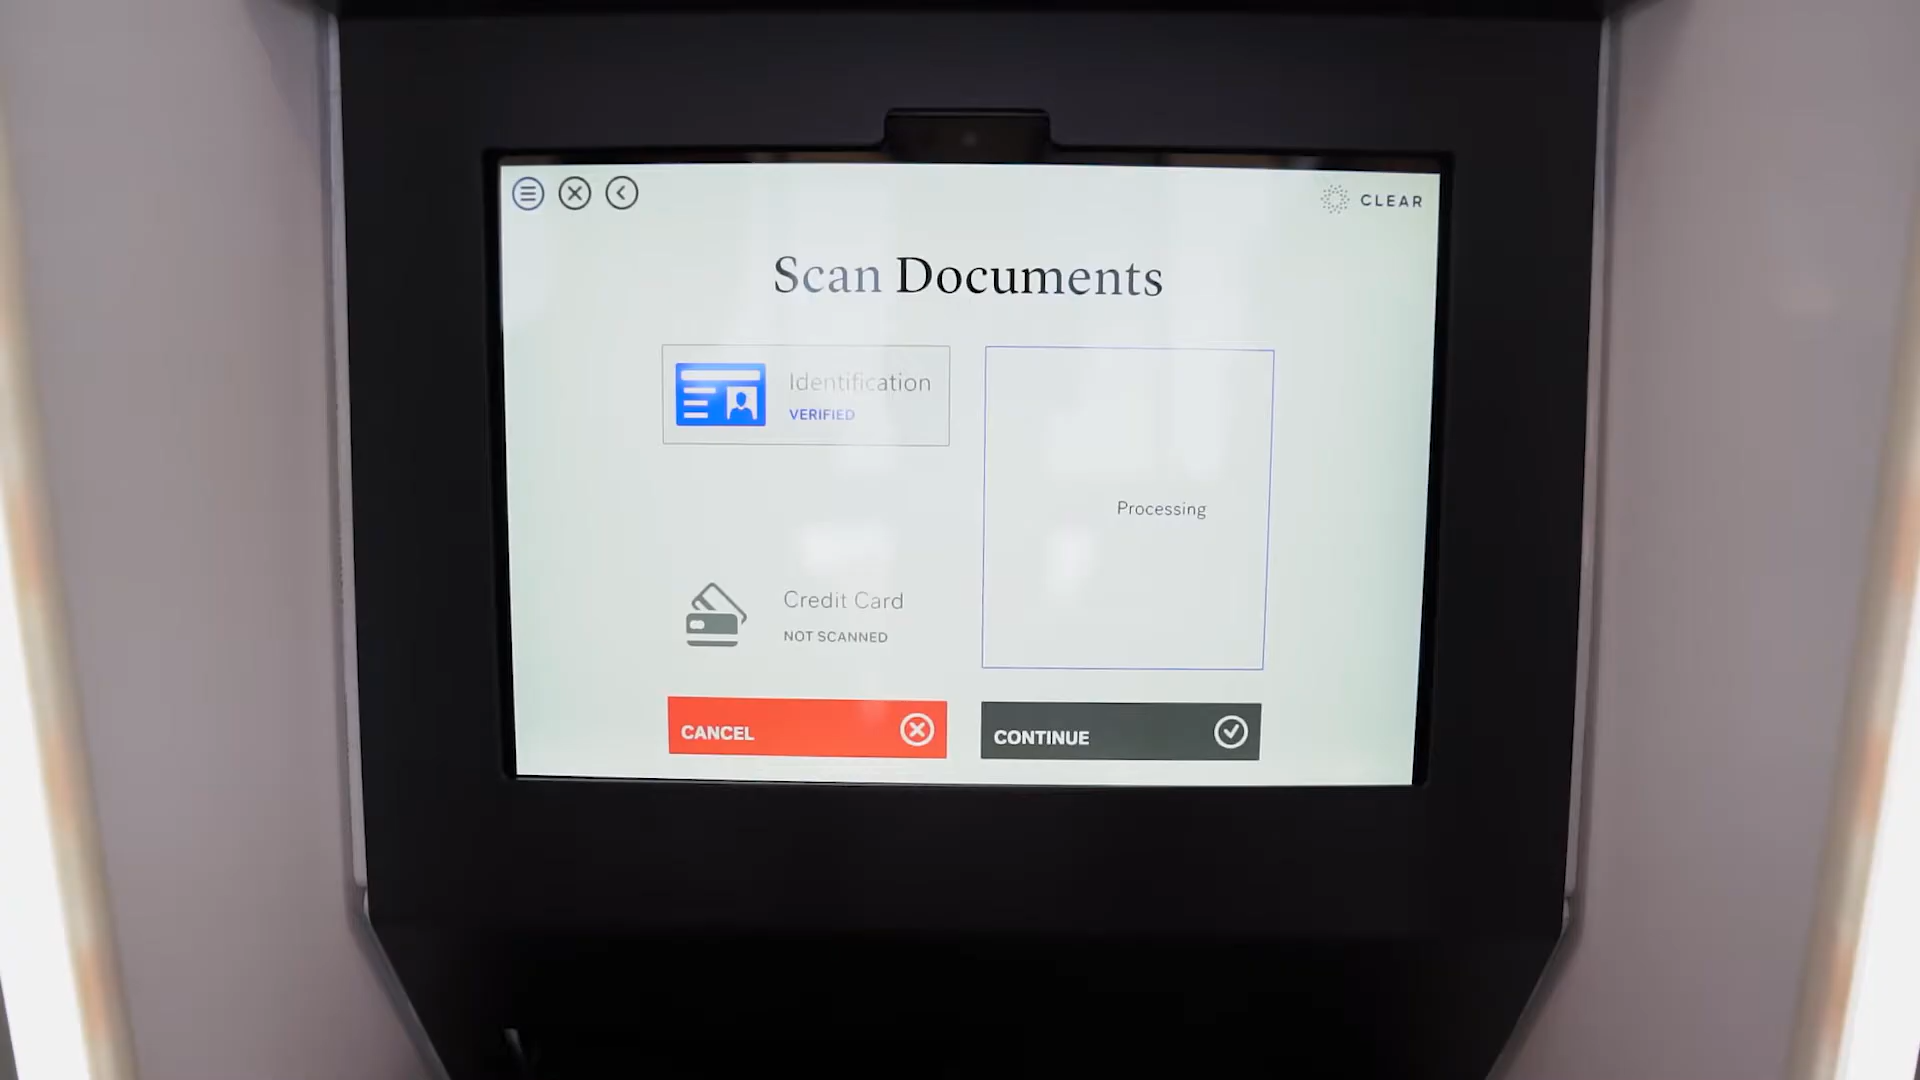 CLEAR
Scan Documents
Identification
VERIFIED
Processing
Credit Card
NOT SCANNED
CANCEL
CONTINUE